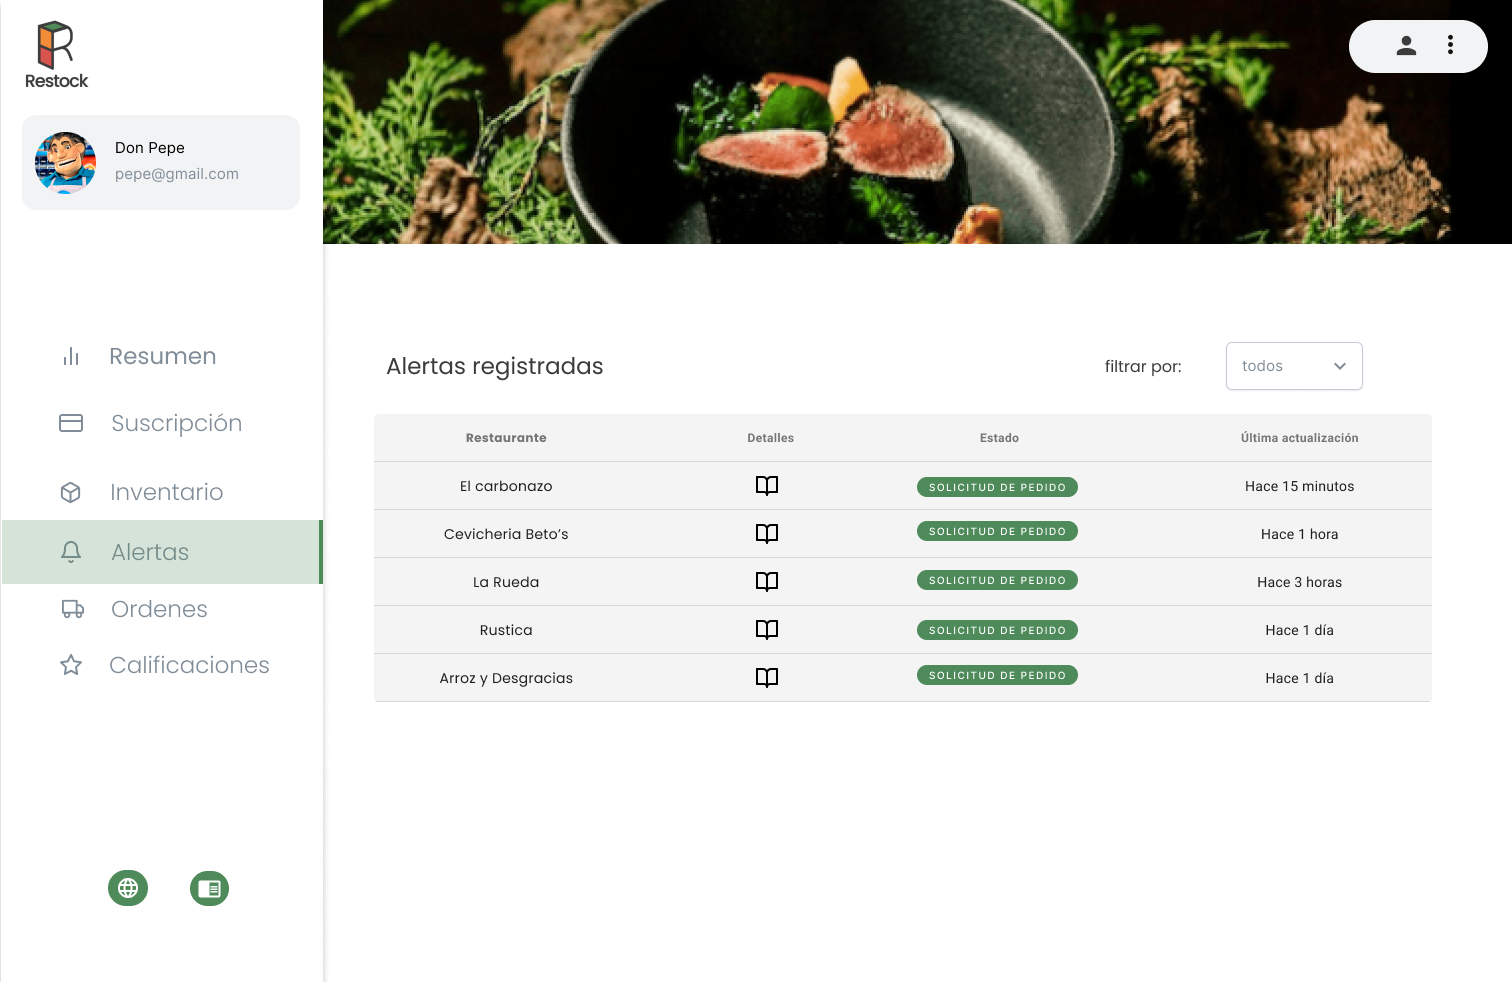 Restock
Don Pepe
pepe@gmail.com
Resumen
Suscripción
Inventario
Alertas
Ordenes
Calificaciones
Alertas registradas
filtrar por:
todos
Restaurante Detalles Estado Última actualización
El carbonazo SOLICITUD DE PEDIDO Hace 15 minutos
Cevicheria Beto’s SOLICITUD DE PEDIDO Hace 1 hora
La Rueda SOLICITUD DE PEDIDO Hace 3 horas
Rustica SOLICITUD DE PEDIDO Hace 1 día
Arroz y Desgracias SOLICITUD DE PEDIDO Hace 1 día